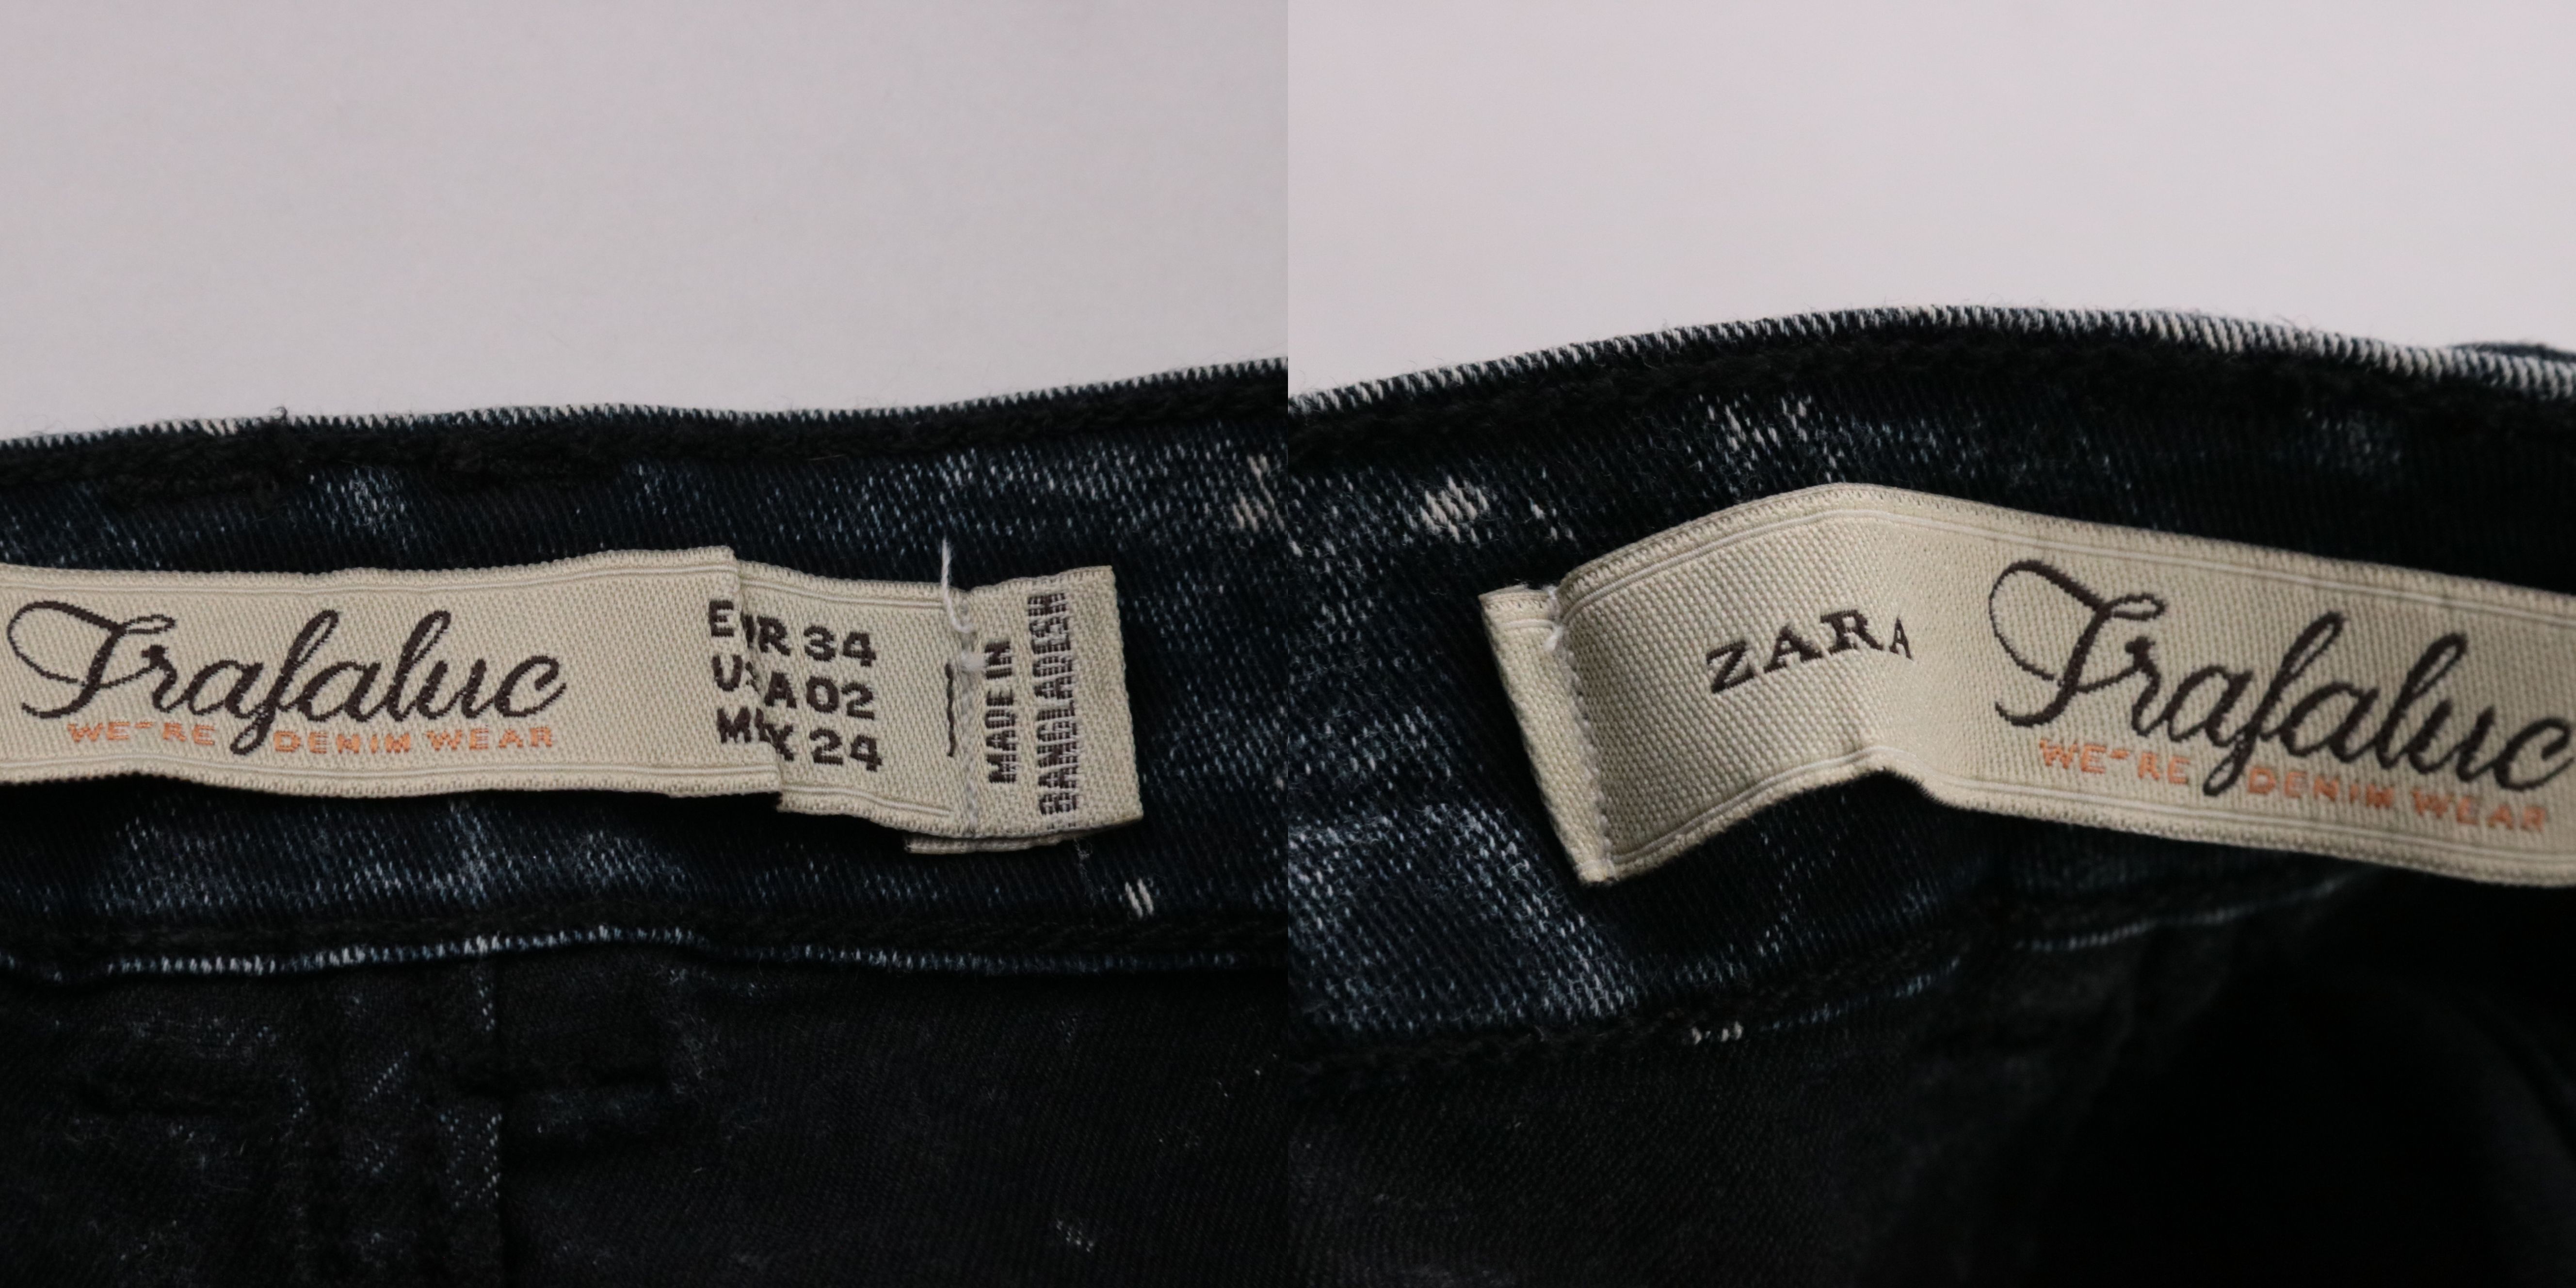 Trafaluc
WE'RE DENIM WEAR
EUR 34
USA 02
MEX 24
MADE IN
BANGLADESH
ZARA
Trafaluc
WE'RE DENIM WEAR